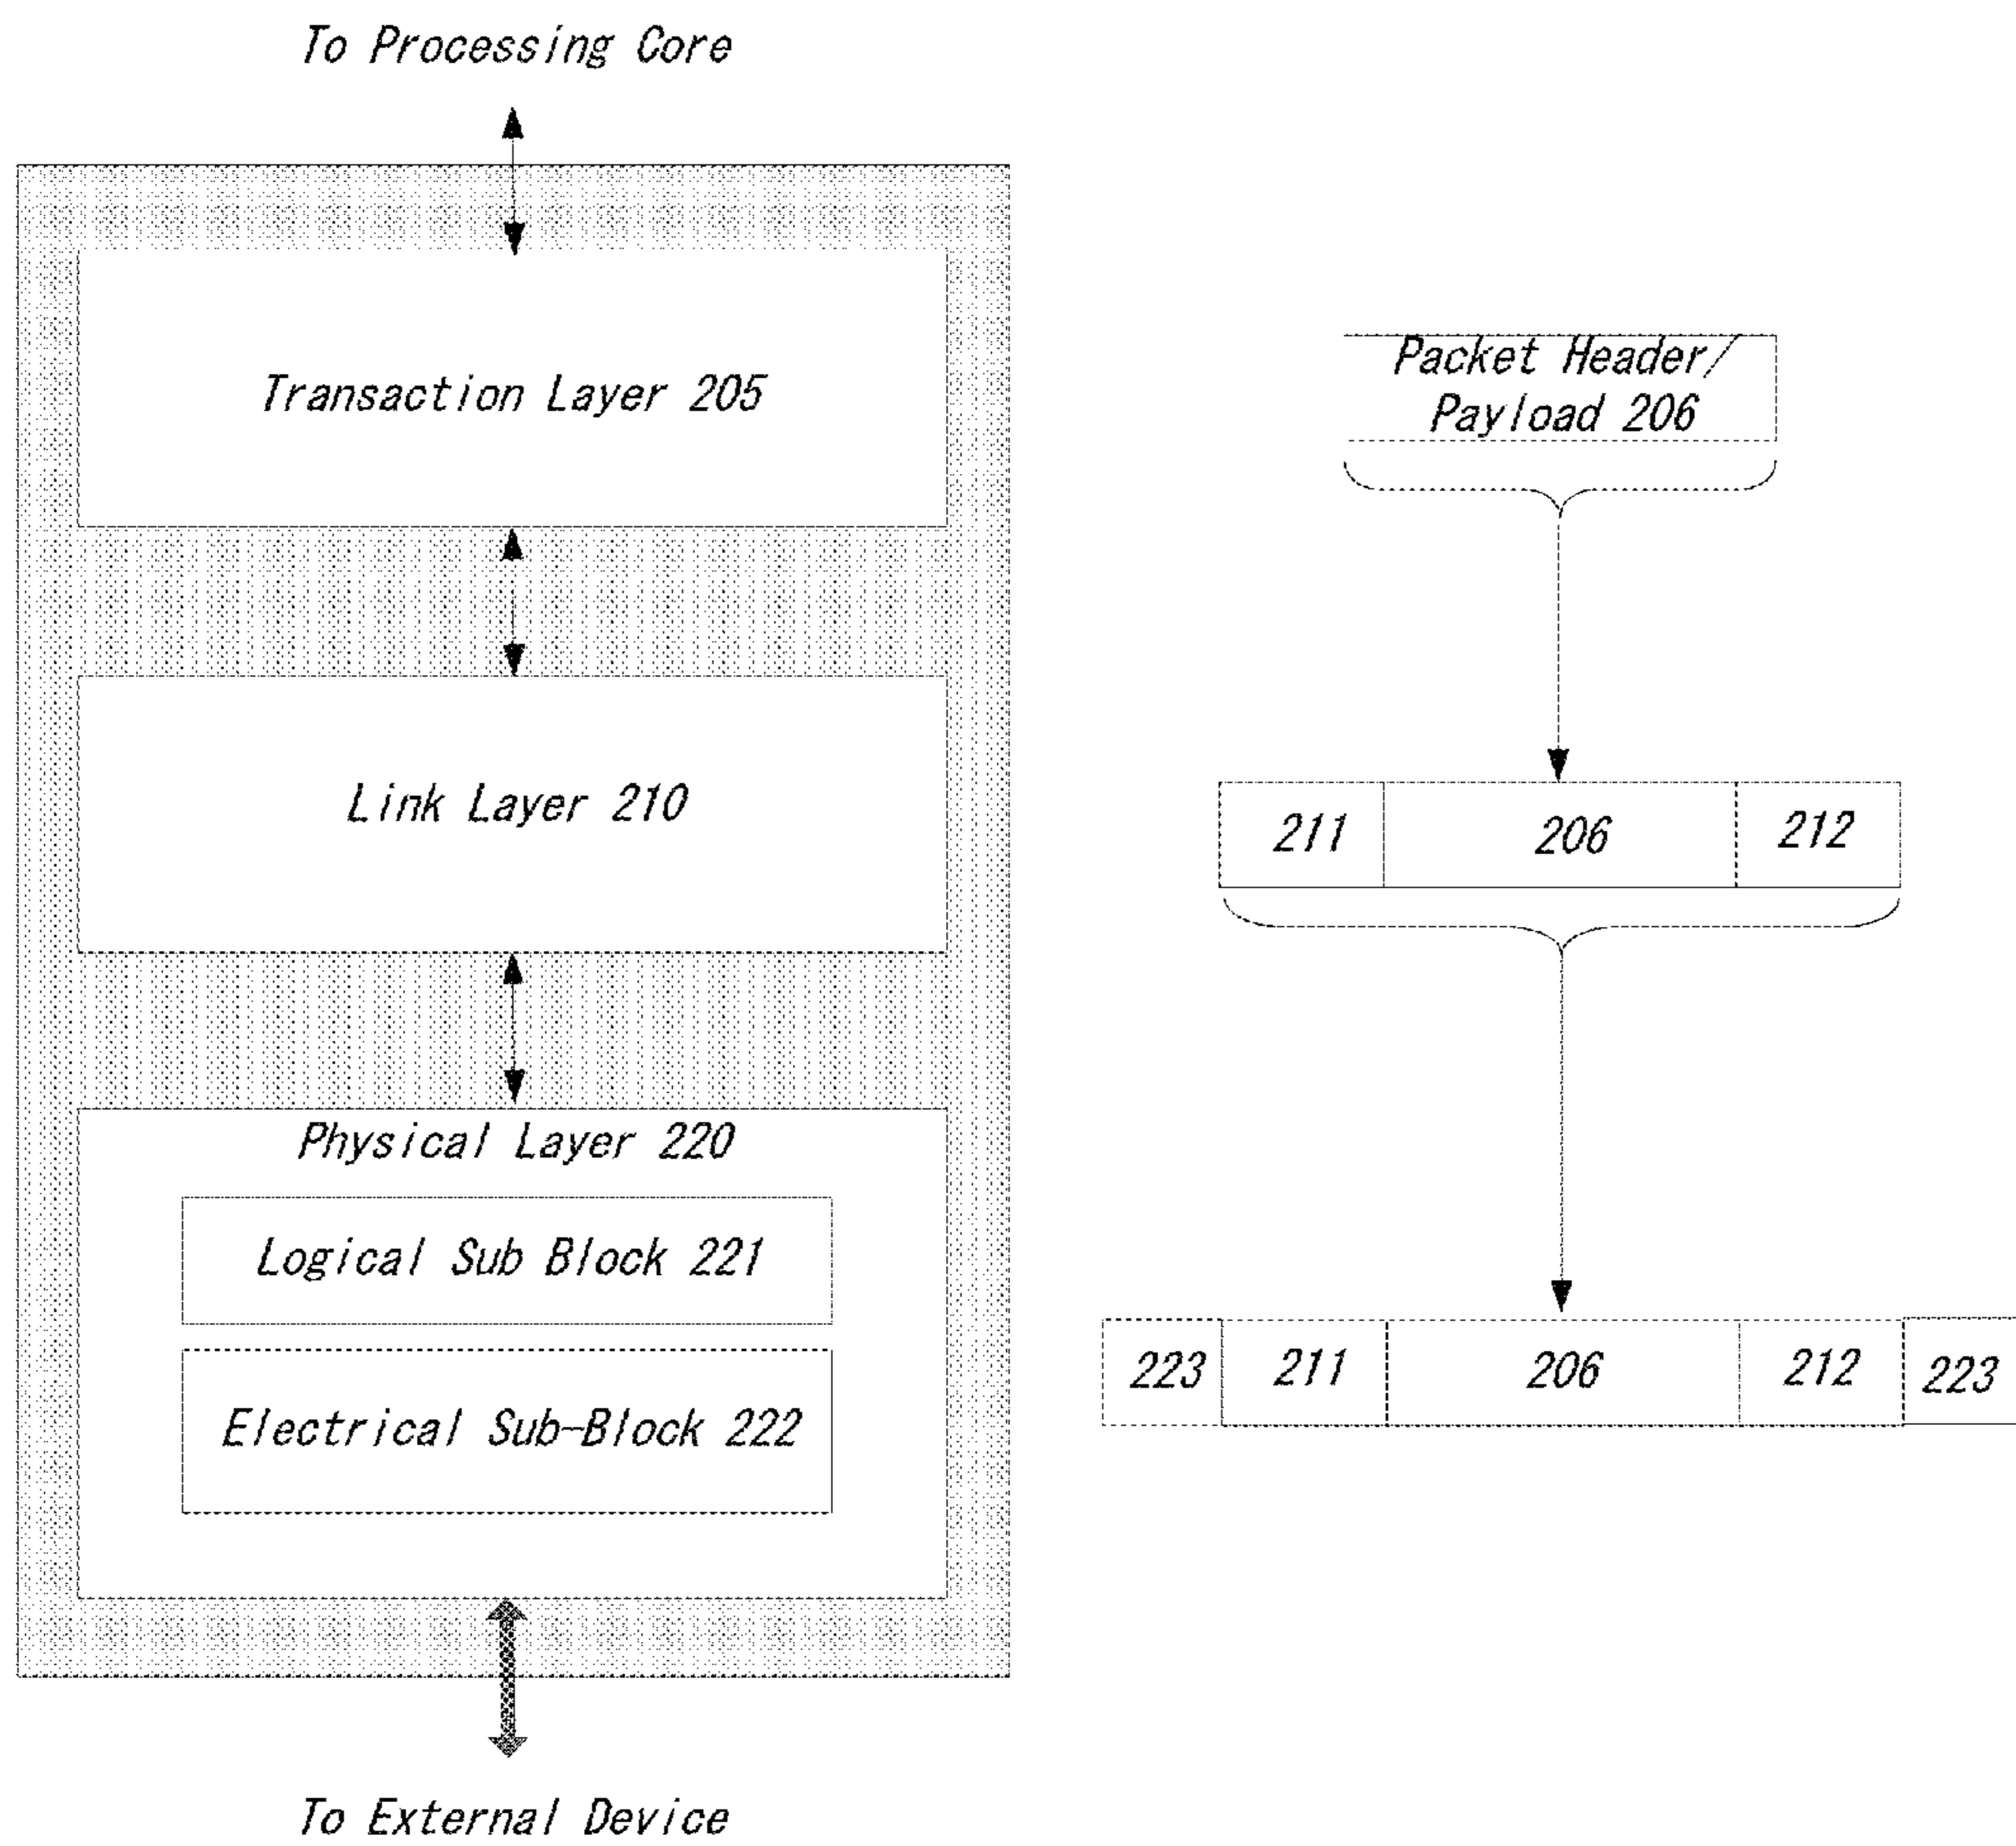 To Processing Core
Transaction Layer 205
Packet Header/
Payload 206
Link Layer 210
211 206 212
Physical Layer 220
Logical Sub Block 221
223 211 206 212 223
Electrical Sub-Block 222
To External Device